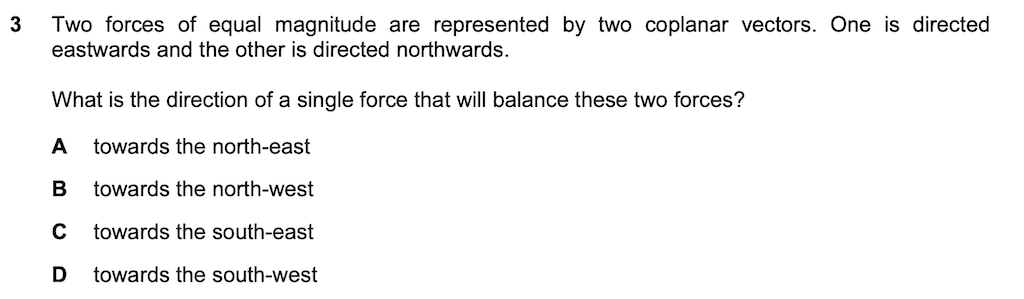 3 Two forces of equal magnitude are represented by two coplanar vectors. One is directed
eastwards and the other is directed northwards.
What is the direction of a single force that will balance these two forces?
A towards the north-east
B towards the north-west
C towards the south-east
D towards the south-west